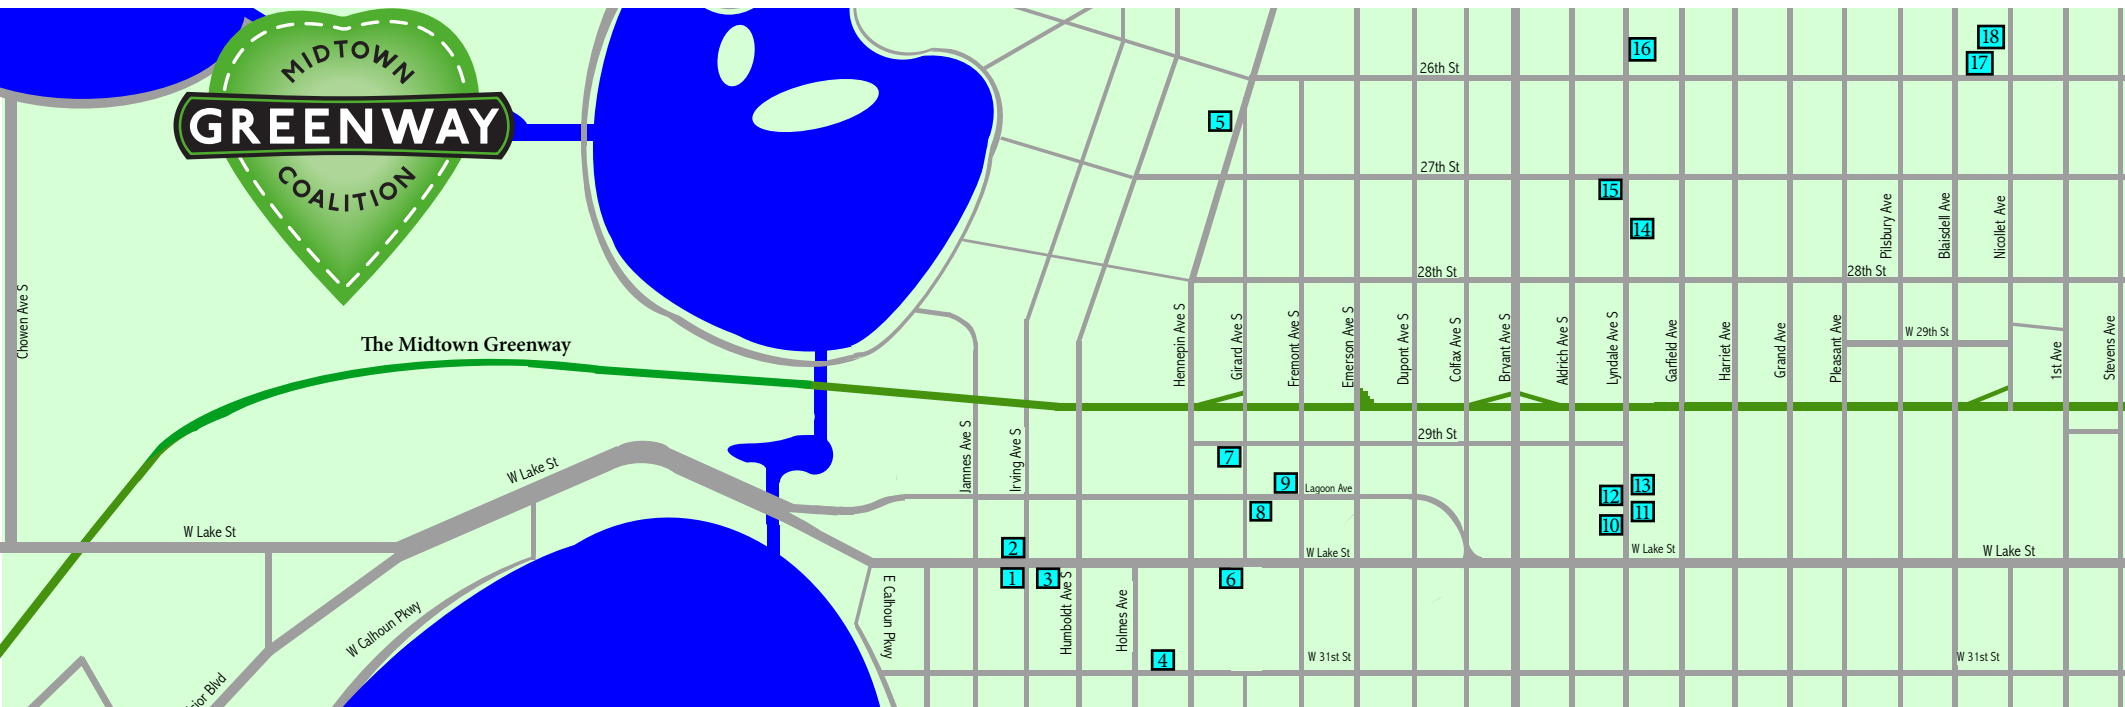 MIDTOWN
GREENWAY
COALITION
The Midtown Greenway
Chowen Ave S
W Lake St
W Lake St
W Calhoun Pkwy
rior Blvd
E Calhoun Pkwy
26th St
27th St
28th St
28th St
W 29th St
29th St
Lagoon Ave
W Lake St
W Lake St
W Lake St
W 31st St
W 31st St
Jamnes Ave S
Irving Ave S
Humboldt Ave S
Holmes Ave
Hennepin Ave S
Girard Ave S
Fremont Ave S
Emerson Ave S
Dupont Ave S
Colfax Ave S
Bryant Ave S
Aldrich Ave S
Lyndale Ave S
Garfield Ave
Harriet Ave
Grand Ave
Pleasant Ave
Pilsbury Ave
Blaisdell Ave
Nicollet Ave
1st Ave
Stevens Ave
1
2
3
4
5
6
7
8
9
10
11
12
13
14
15
16
17
18